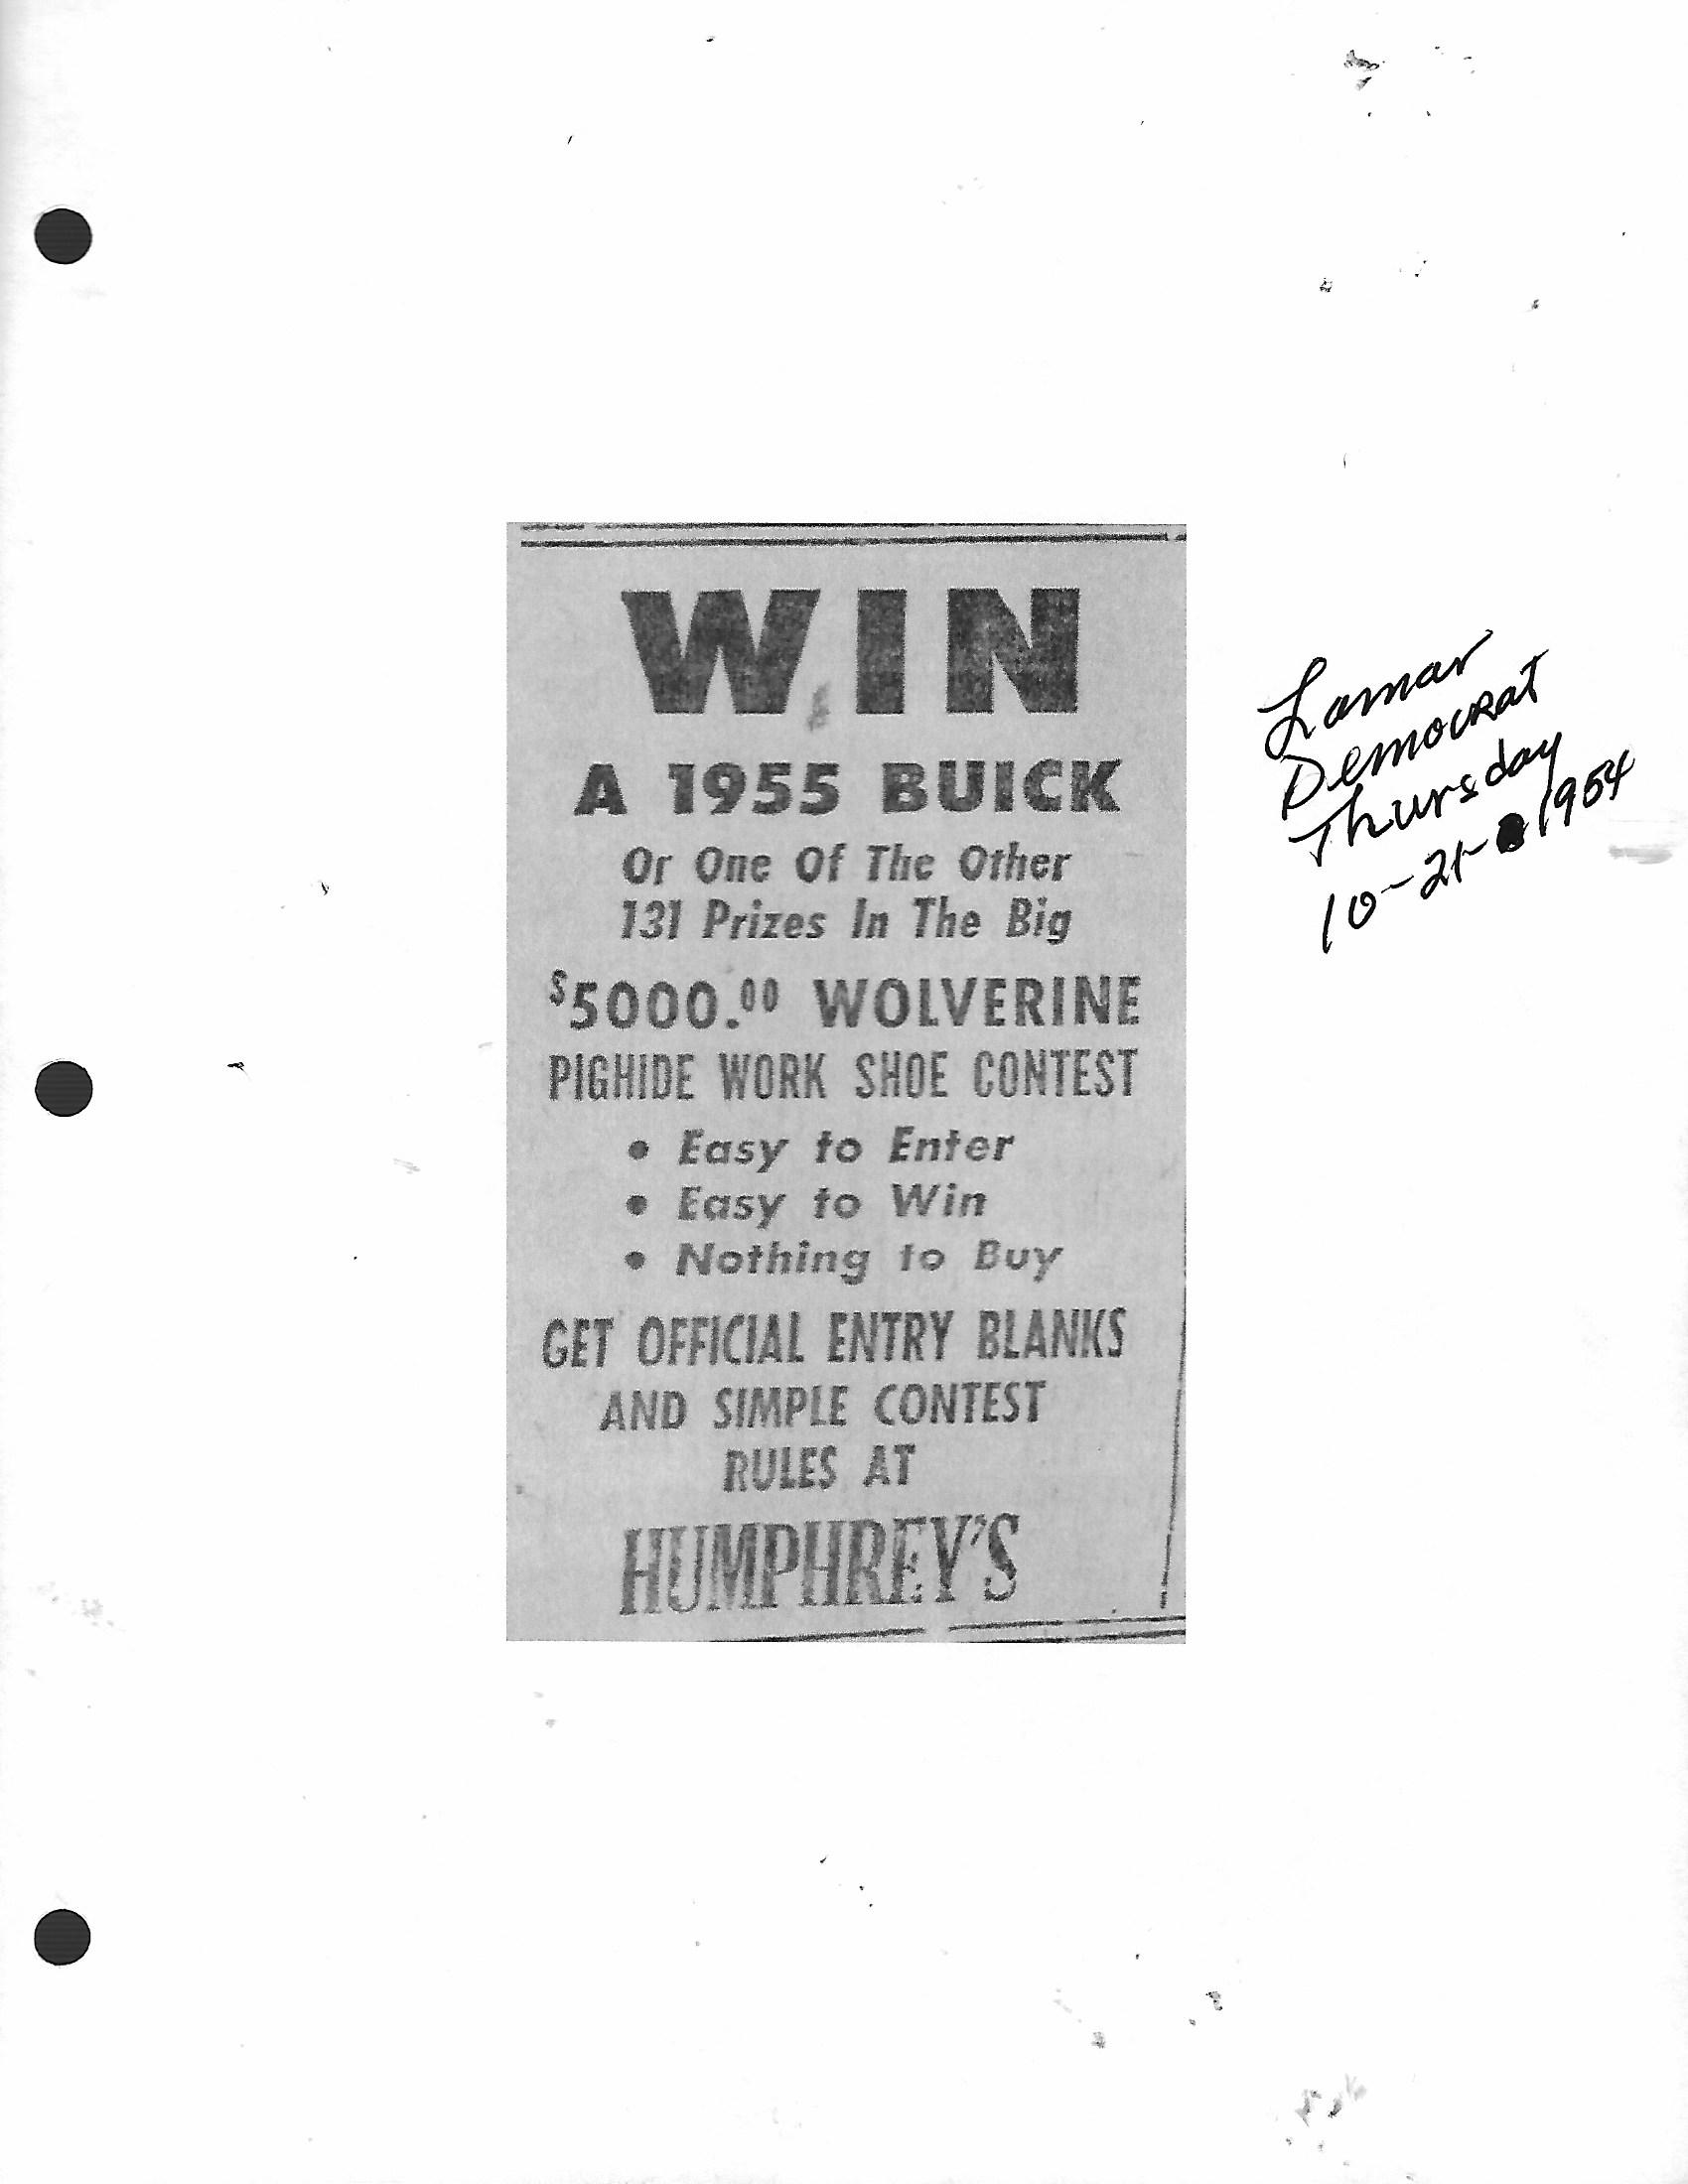 WIN
A 1955 BUICK
Or One Of The Other
131 Prizes In The Big
$5000.00 WOLVERINE
PIGHIDE WORK SHOE CONTEST
• Easy to Enter
• Easy to Win
• Nothing to Buy
GET OFFICIAL ENTRY BLANKS
AND SIMPLE CONTEST
RULES AT
HUMPHREY'S
Lamar
Democrat
Thursday
10-21-1954